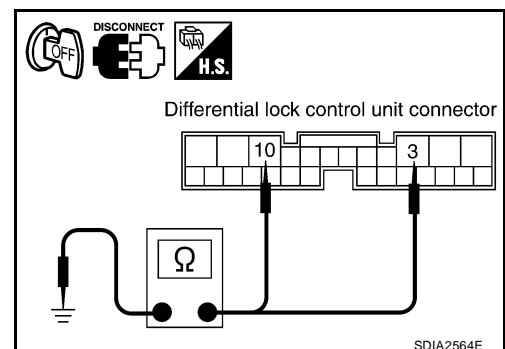 DISCONNECT
OFF
H.S.
Differential lock control unit connector
10 3
Ω
SDIA2564E